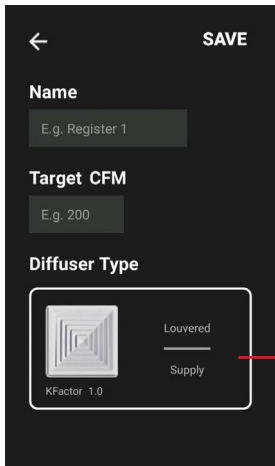 SAVE
Name
E.g. Register 1
Target CFM
E.g. 200
Diffuser Type
Louvered
Supply
KFactor 1.0